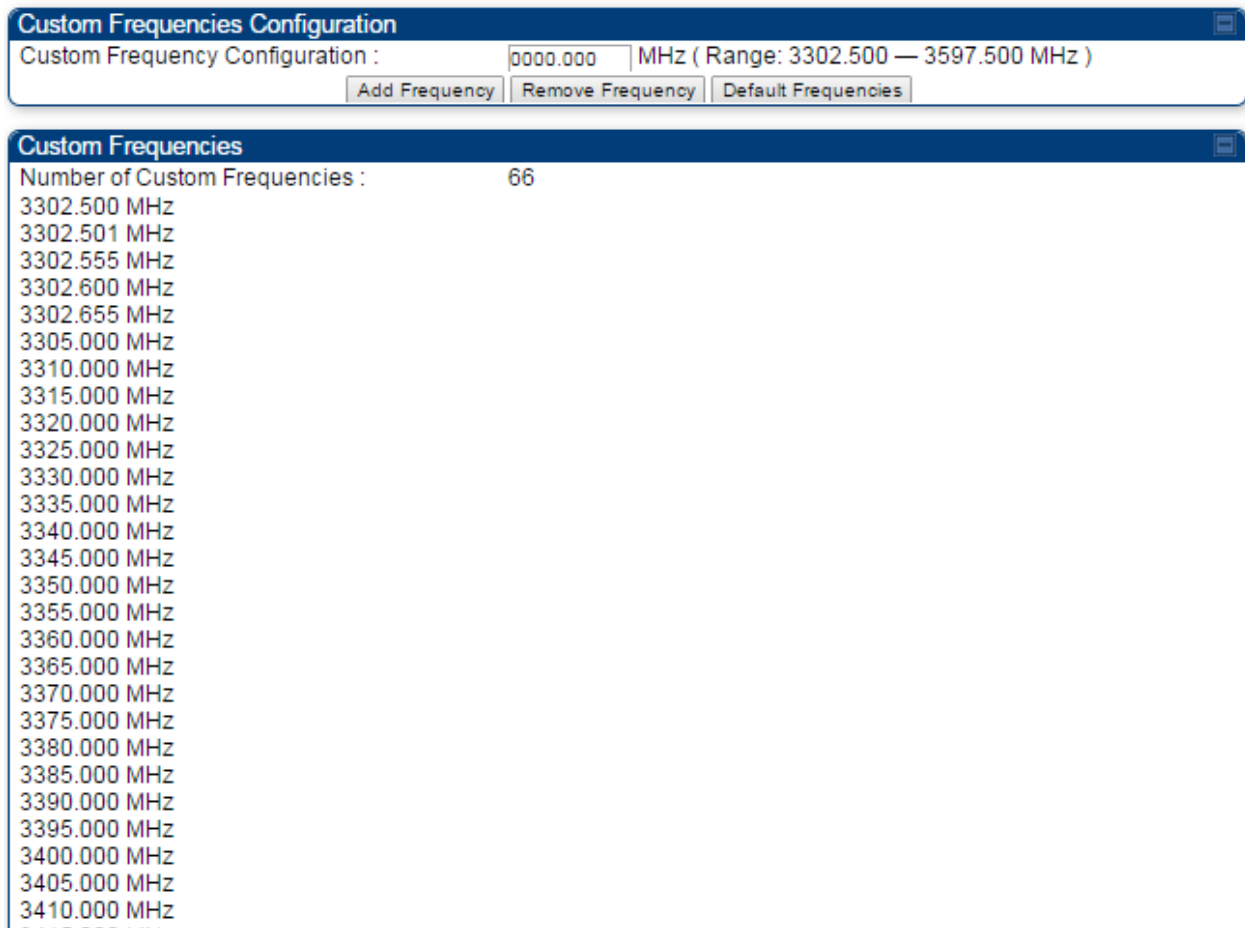 Custom Frequencies Configuration
Custom Frequency Configuration : 0000.000 MHz ( Range: 3302.500 — 3597.500 MHz )
Add Frequency Remove Frequency Default Frequencies
Custom Frequencies
Number of Custom Frequencies : 66
3302.500 MHz
3302.501 MHz
3302.555 MHz
3302.600 MHz
3302.655 MHz
3305.000 MHz
3310.000 MHz
3315.000 MHz
3320.000 MHz
3325.000 MHz
3330.000 MHz
3335.000 MHz
3340.000 MHz
3345.000 MHz
3350.000 MHz
3355.000 MHz
3360.000 MHz
3365.000 MHz
3370.000 MHz
3375.000 MHz
3380.000 MHz
3385.000 MHz
3390.000 MHz
3395.000 MHz
3400.000 MHz
3405.000 MHz
3410.000 MHz